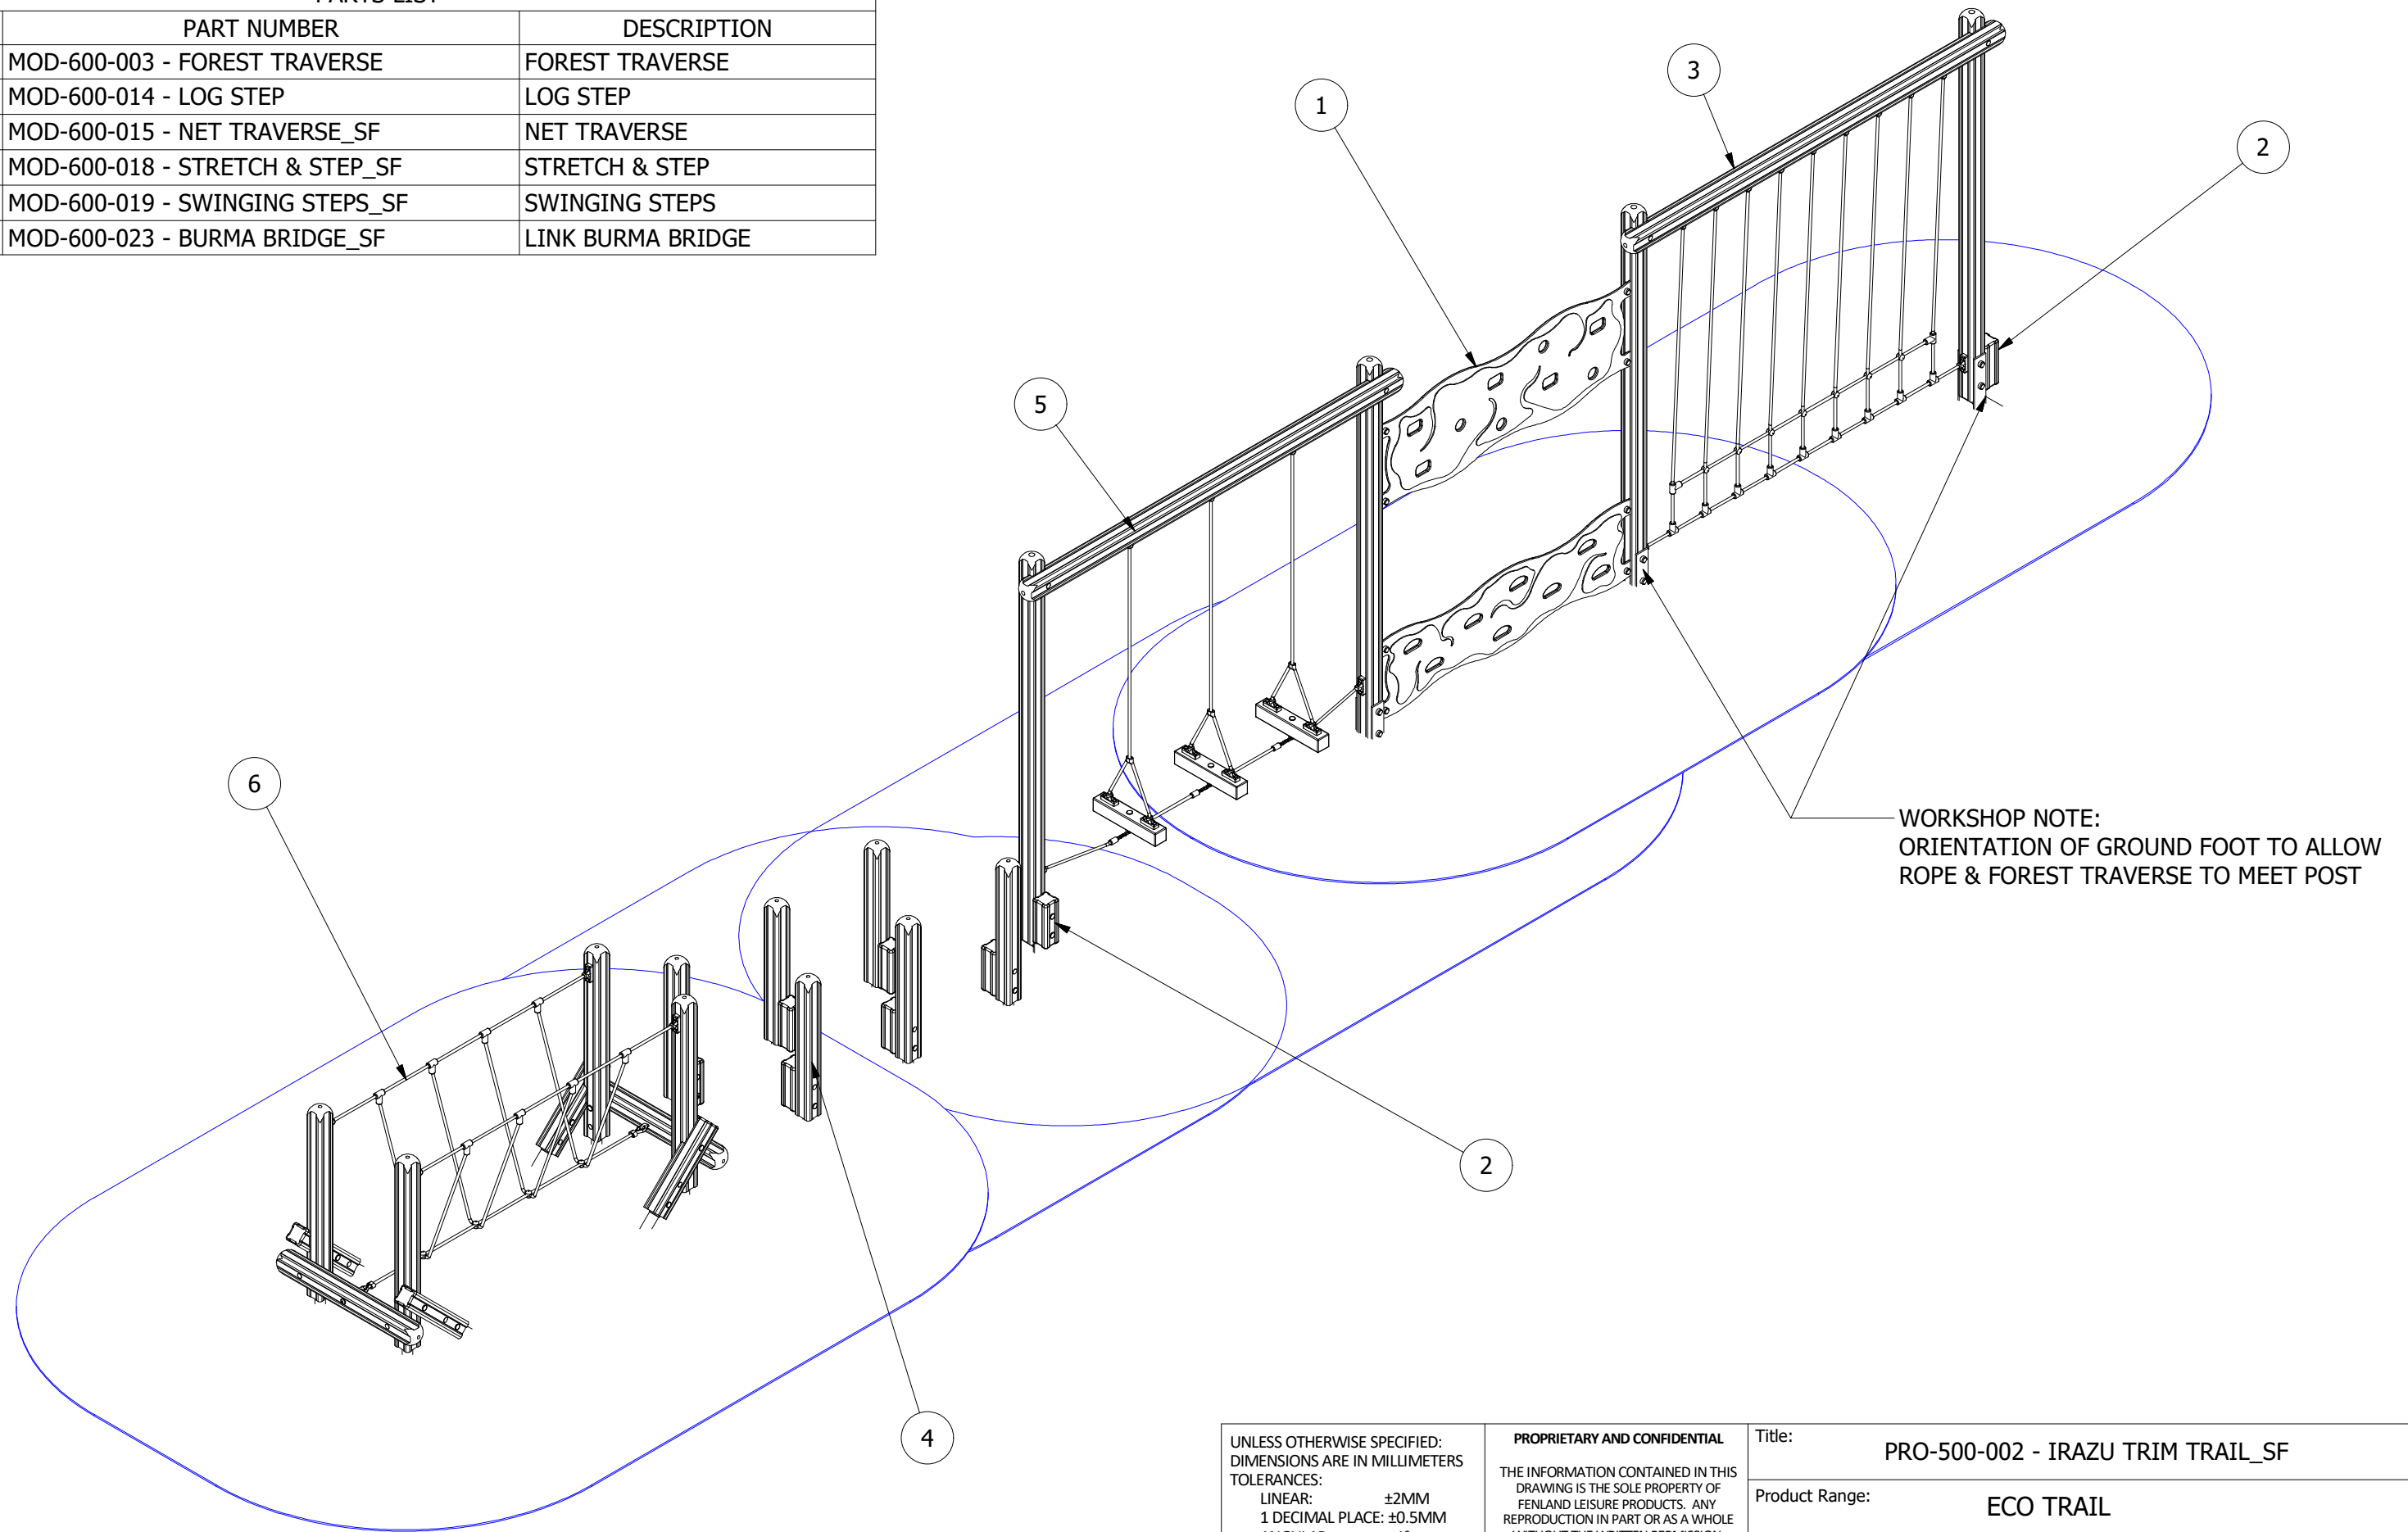 PARTS LIST
PART NUMBER DESCRIPTION
MOD-600-003 - FOREST TRAVERSE FOREST TRAVERSE
MOD-600-014 - LOG STEP LOG STEP
MOD-600-015 - NET TRAVERSE_SF NET TRAVERSE
MOD-600-018 - STRETCH & STEP_SF STRETCH & STEP
MOD-600-019 - SWINGING STEPS_SF SWINGING STEPS
MOD-600-023 - BURMA BRIDGE_SF LINK BURMA BRIDGE
3
1
2
5
6
WORKSHOP NOTE:
ORIENTATION OF GROUND FOOT TO ALLOW
ROPE & FOREST TRAVERSE TO MEET POST
2
4
UNLESS OTHERWISE SPECIFIED:
DIMENSIONS ARE IN MILLIMETERS
TOLERANCES:
LINEAR: ±2MM
1 DECIMAL PLACE: ±0.5MM
PROPRIETARY AND CONFIDENTIAL
THE INFORMATION CONTAINED IN THIS
DRAWING IS THE SOLE PROPERTY OF
FENLAND LEISURE PRODUCTS. ANY
REPRODUCTION IN PART OR AS A WHOLE
WITHOUT THE WRITTEN PERMISSION
Title:
PRO-500-002 - IRAZU TRIM TRAIL_SF
Product Range:
ECO TRAIL